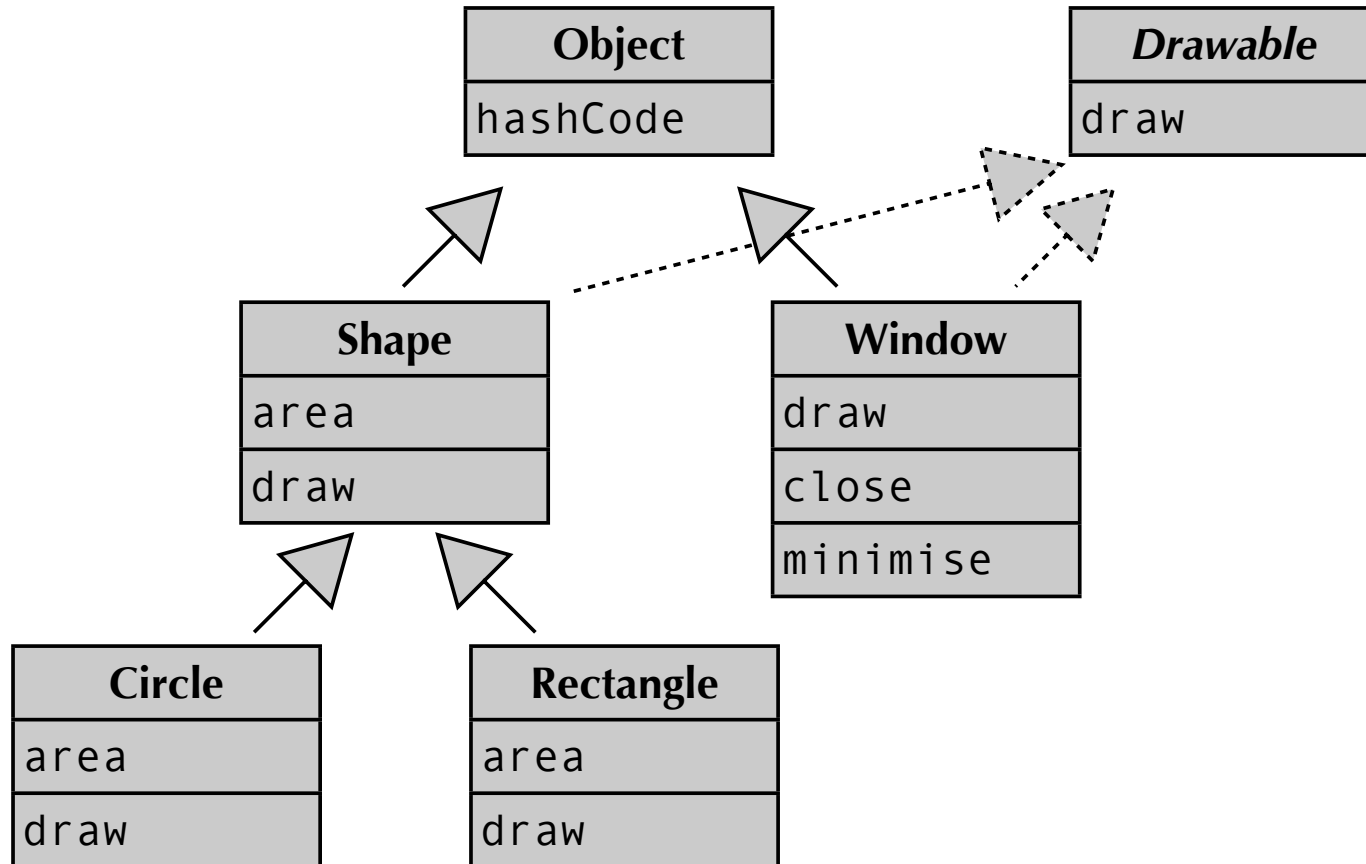 Object
hashCode
Drawable
draw
Shape
area
draw
Window
draw
close
minimise
Circle
area
draw
Rectangle
area
draw